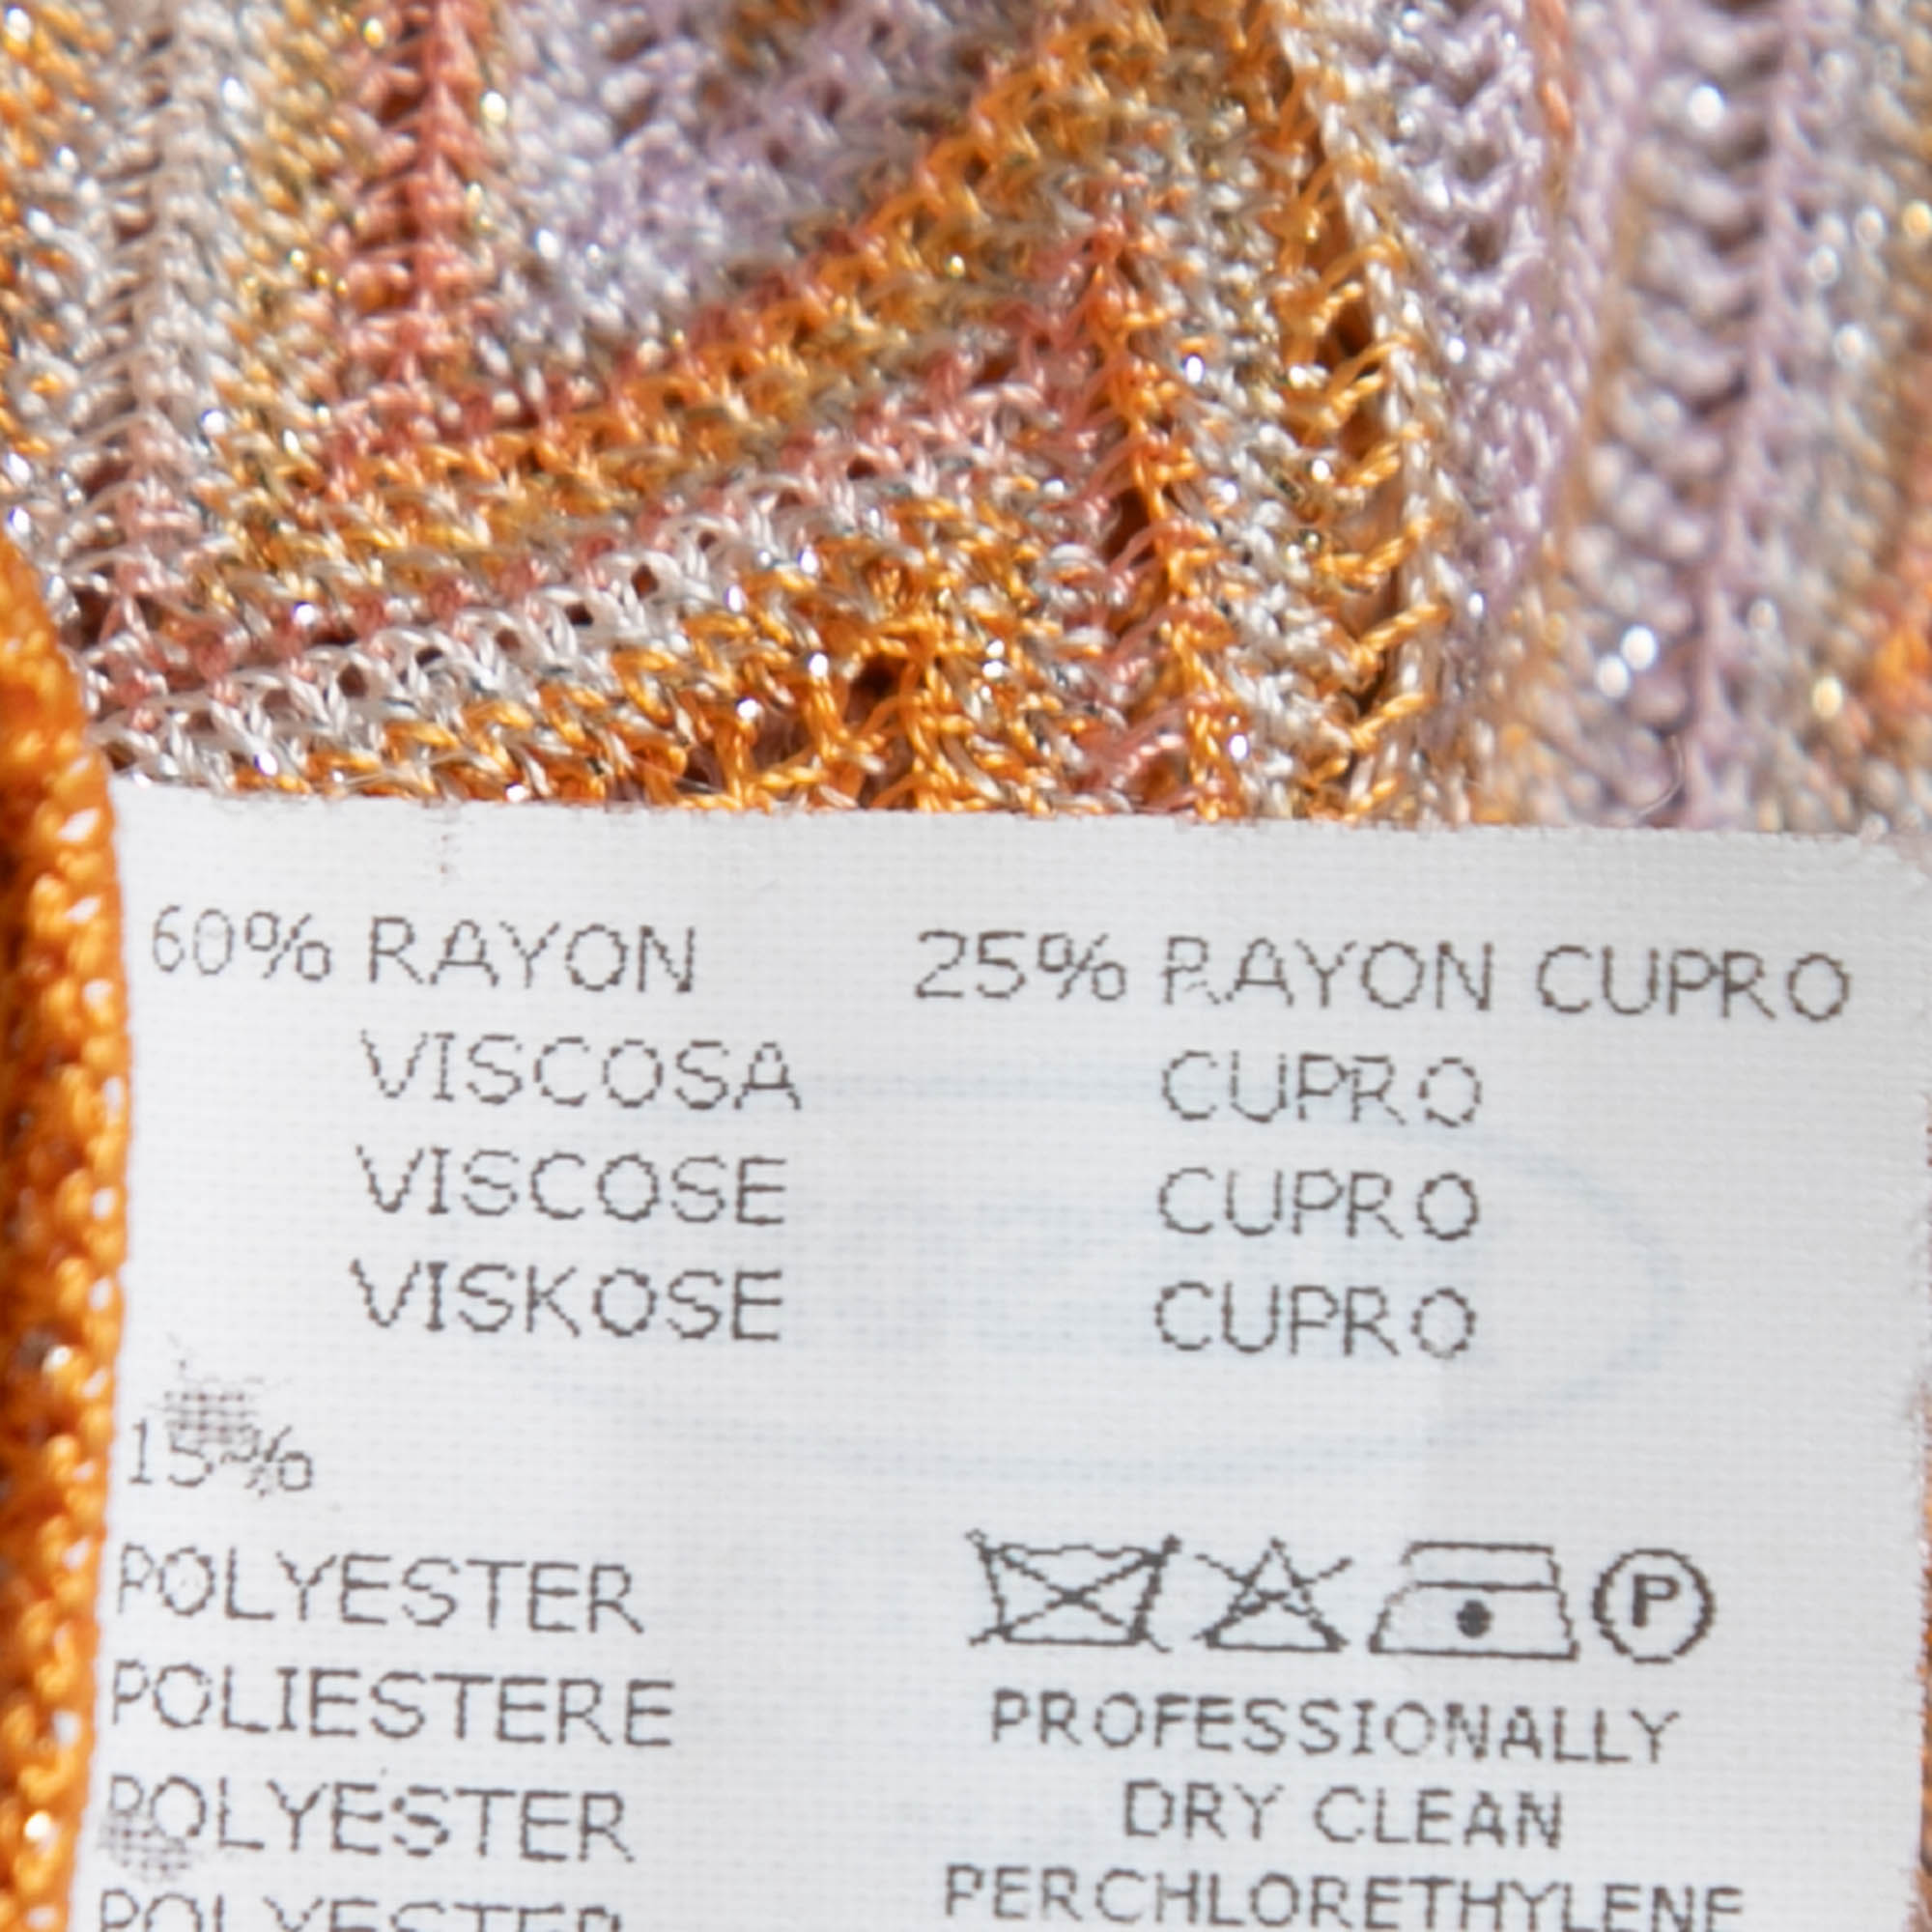 60% RAYON 25% RAYON CUPRO
VISCOSA CUPRO
VISCOSE CUPRO
VISKOSE CUPRO
15%
POLYESTER
POLIESTERE
POLYESTER
POLYESTER
P
PROFESSIONALLY
DRY CLEAN
PERCHLORETHYLENE